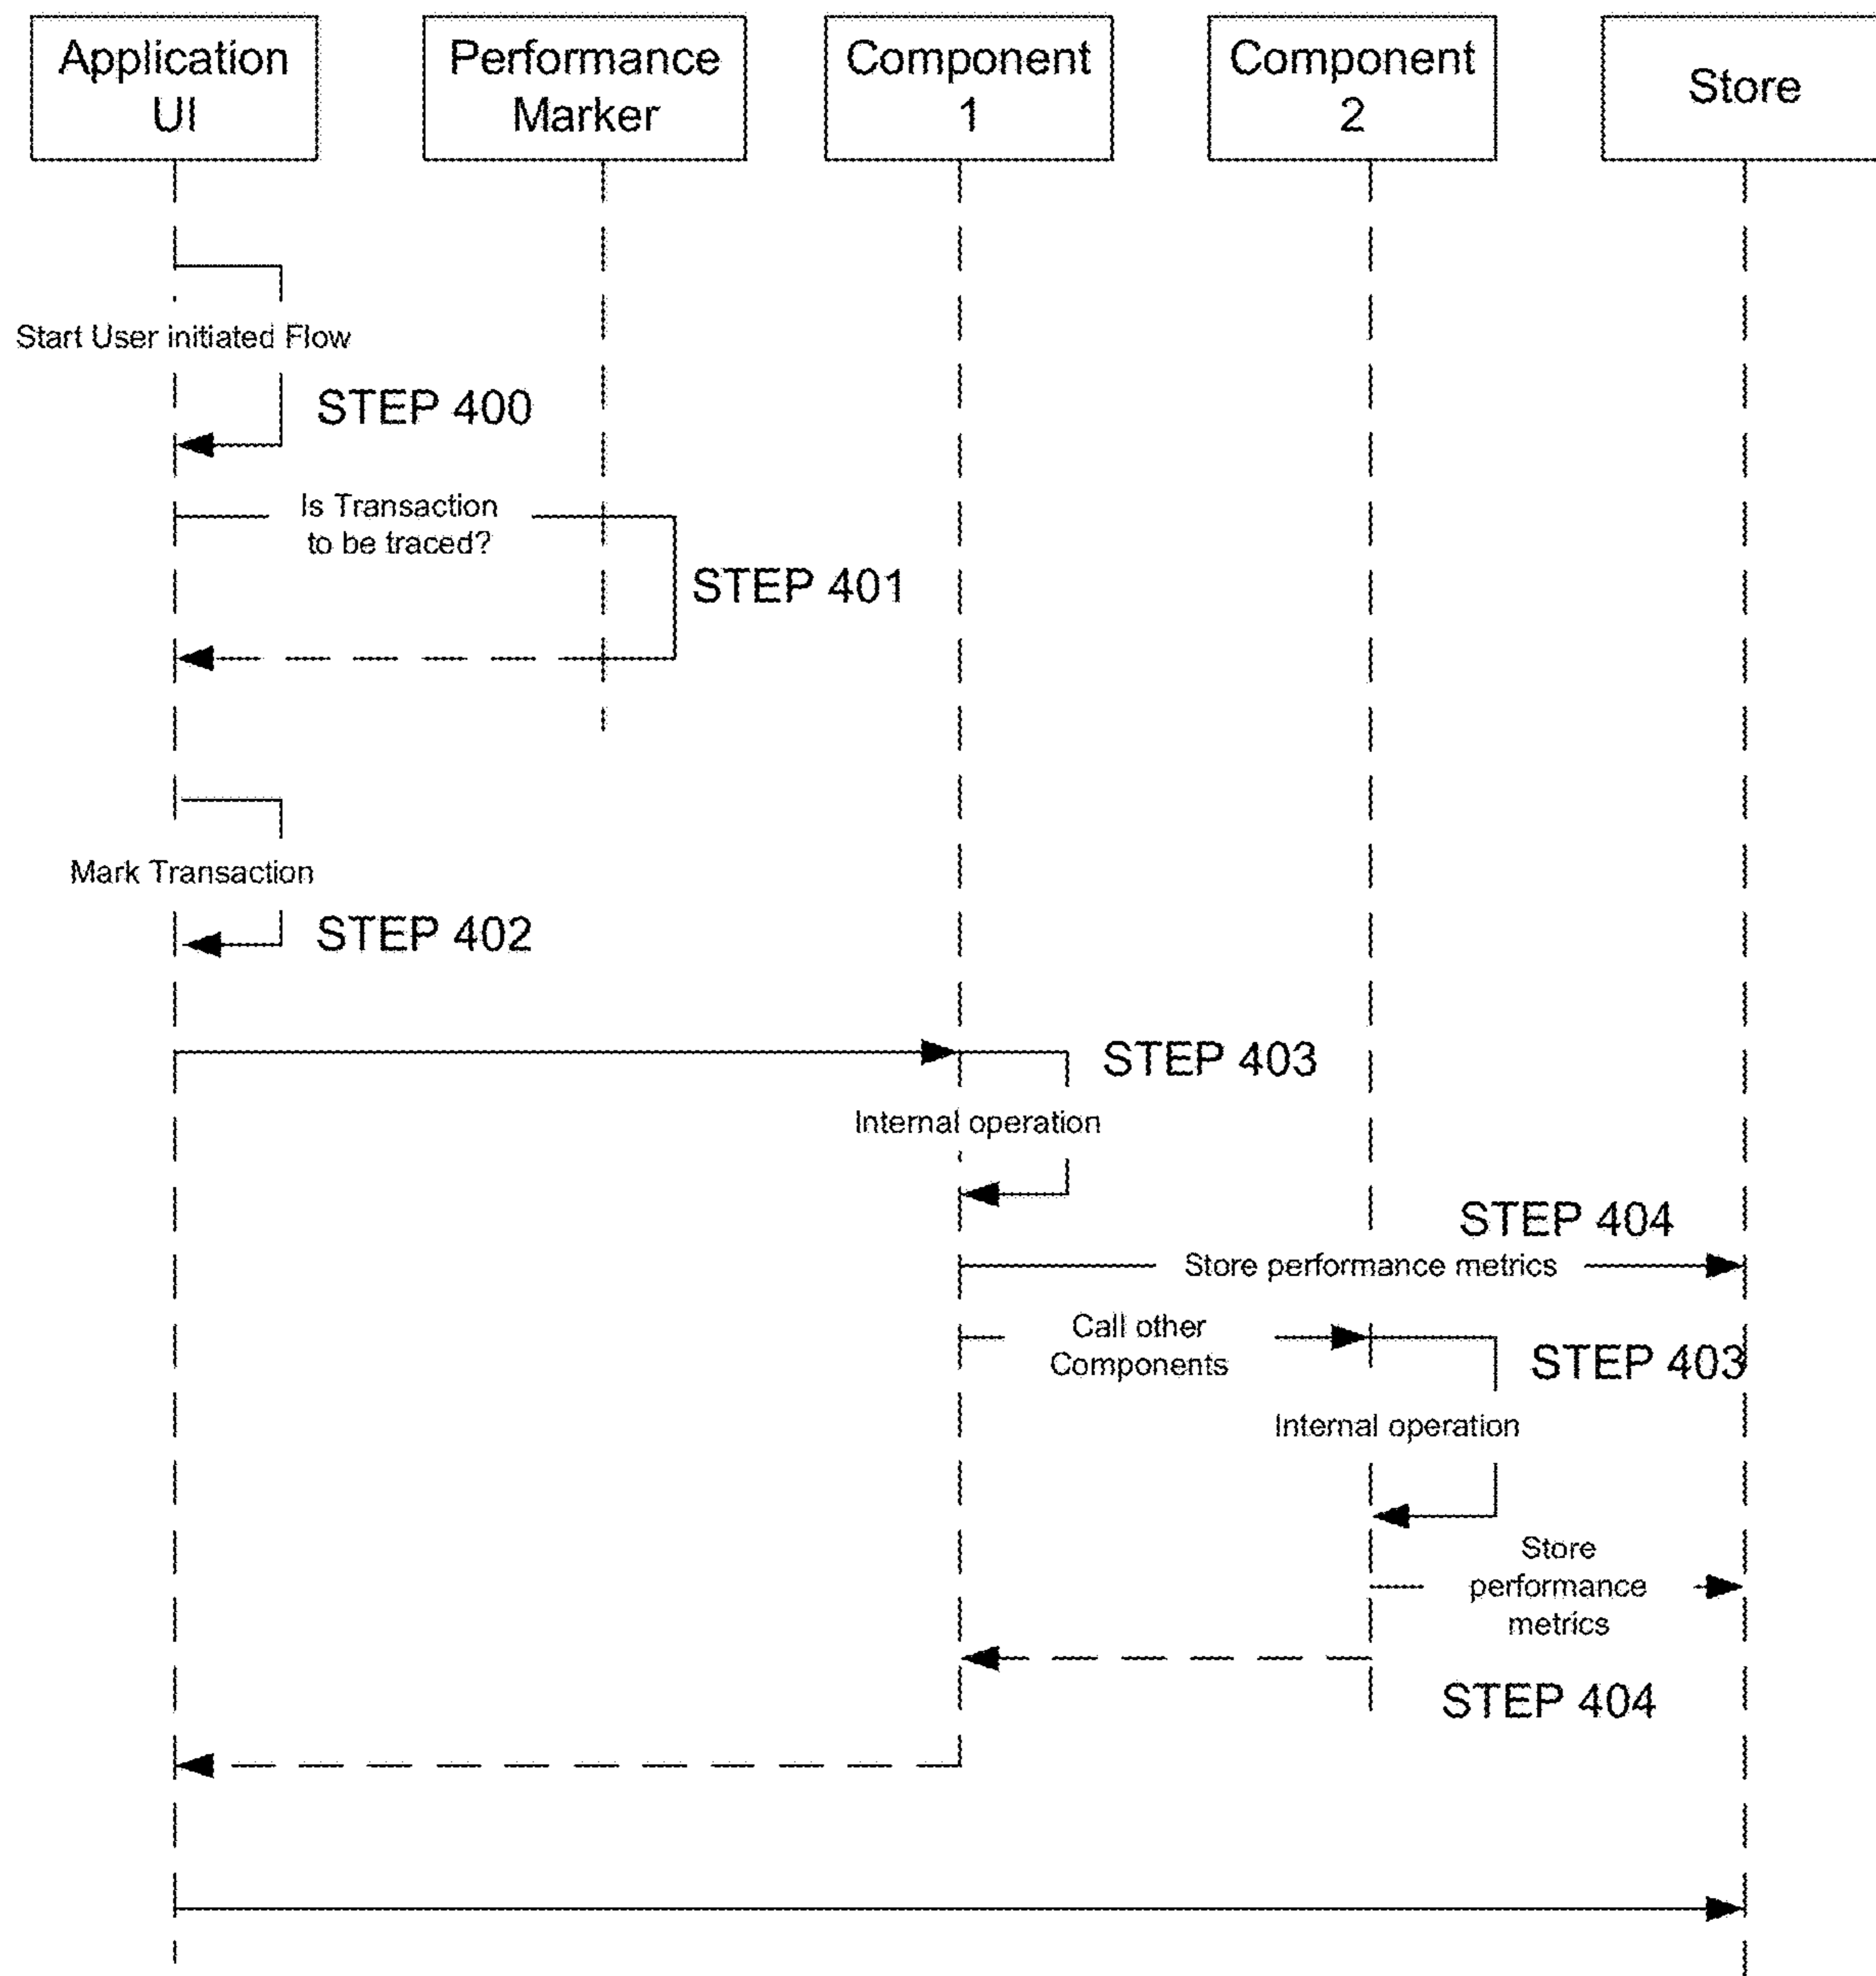 Application
UI
Performance
Marker
Component
1
Component
2
Store
Start User initiated Flow
STEP 400
Is Transaction
to be traced?
STEP 401
Mark Transaction
STEP 402
STEP 403
Internal operation
STEP 404
Store performance metrics
Call other
Components
STEP 403
Internal operation
Store
performance
metrics
STEP 404